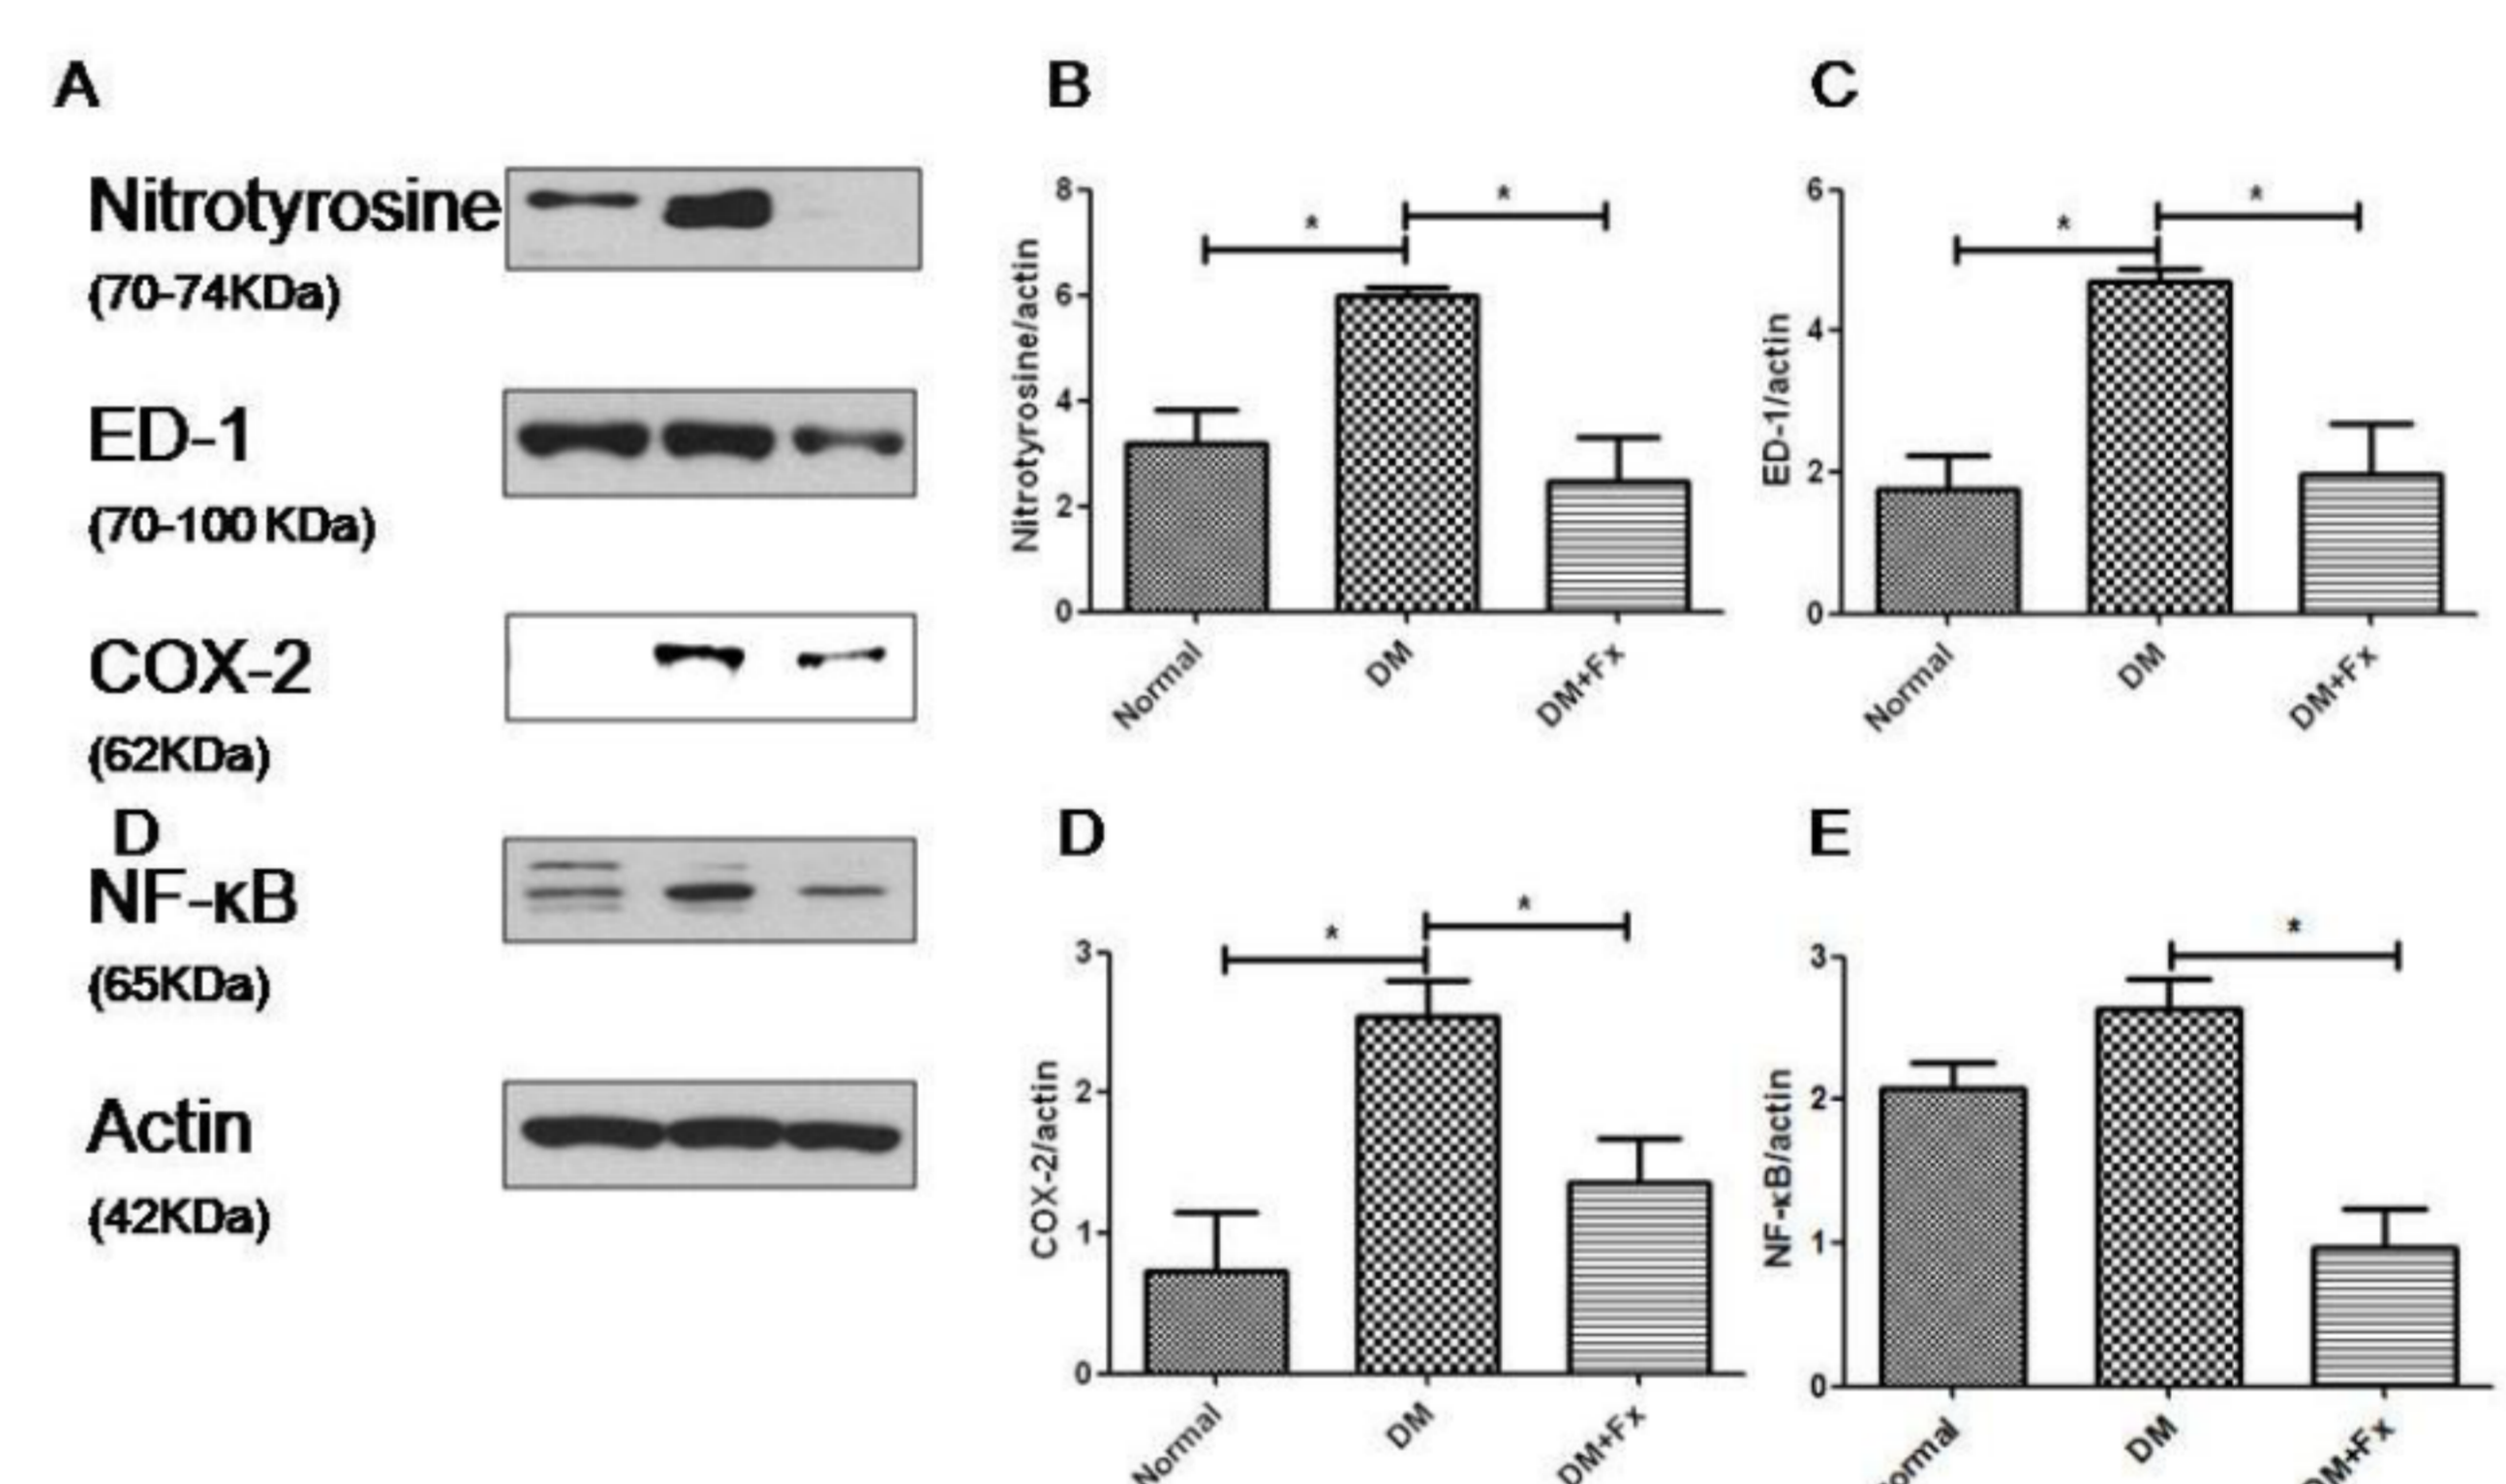 A
Nitrotyrosine
(70-74KDa)
ED-1
(70-100 KDa)
COX-2
(62KDa)
D
NF-κB
(65KDa)
Actin
(42KDa)
B
Nitrotyrosine/actin
8
6
4
2
0
*
*
Normal
DM
DM+Fx
C
ED-1/actin
6
4
2
0
*
*
Normal
DM
DM+Fx
D
COX-2/actin
3
2
1
0
*
*
Normal
DM
DM+Fx
E
NF-κB/actin
3
2
1
0
*
ormal
DM
DM+Fx